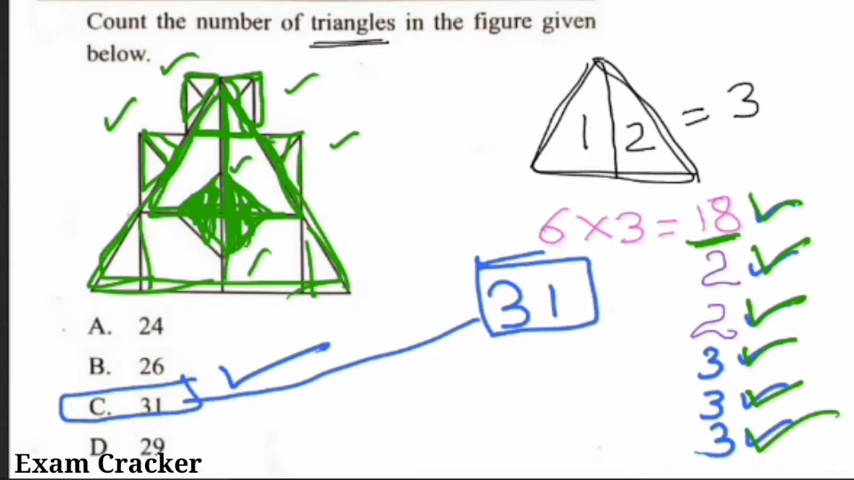 Count the number of triangles in the figure given
below.
1 2 = 3
6×3=18
2
2
3
3
3
31
A. 24
B. 26
C. 31
D. 29
Exam Cracker